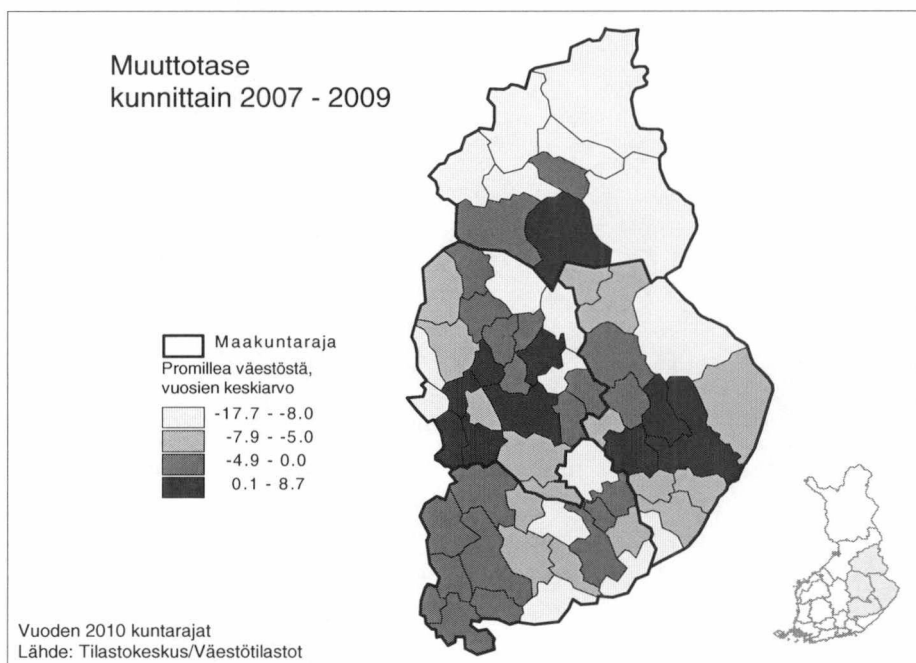 Muuttotase
kunnittain 2007 - 2009
Maakuntaraja
Promillea väestöstä,
vuosien keskiarvo
-17.7 - -8.0
-7.9 - -5.0
-4.9 - 0.0
0.1 - 8.7
Vuoden 2010 kuntarajat
Lähde: Tilastokeskus/Väestötilastot